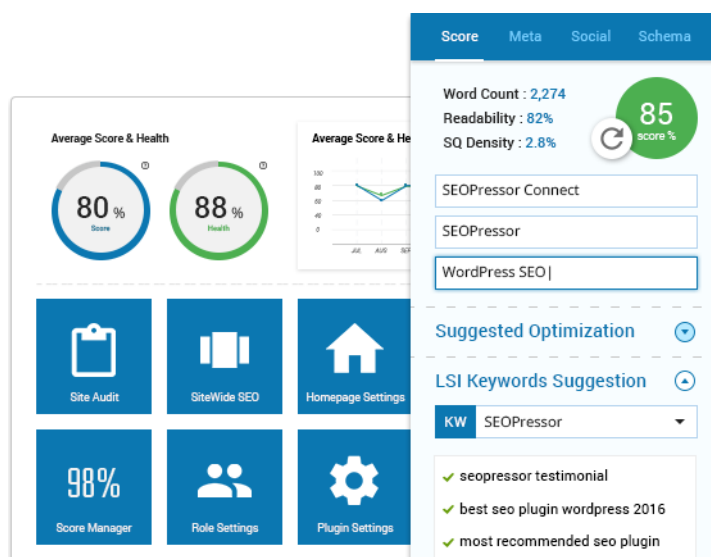 Score Meta Social Schema
Word Count : 2,274
Readability : 82%
SQ Density : 2.8%
85
score %
SEOPressor Connect
SEOPressor
WordPress SEO
Suggested Optimization
LSI Keywords Suggestion
KW SEOPressor
seopressor testimonial
best seo plugin wordpress 2016
most recommended seo plugin
Average Score & Health
80 %
Score
88 %
Health
Average Score & He
100
80
60
40
0
JUL AUG SEP
Site Audit
SiteWide SEO
Homepage Settings
98%
Score Manager
Role Settings
Plugin Settings